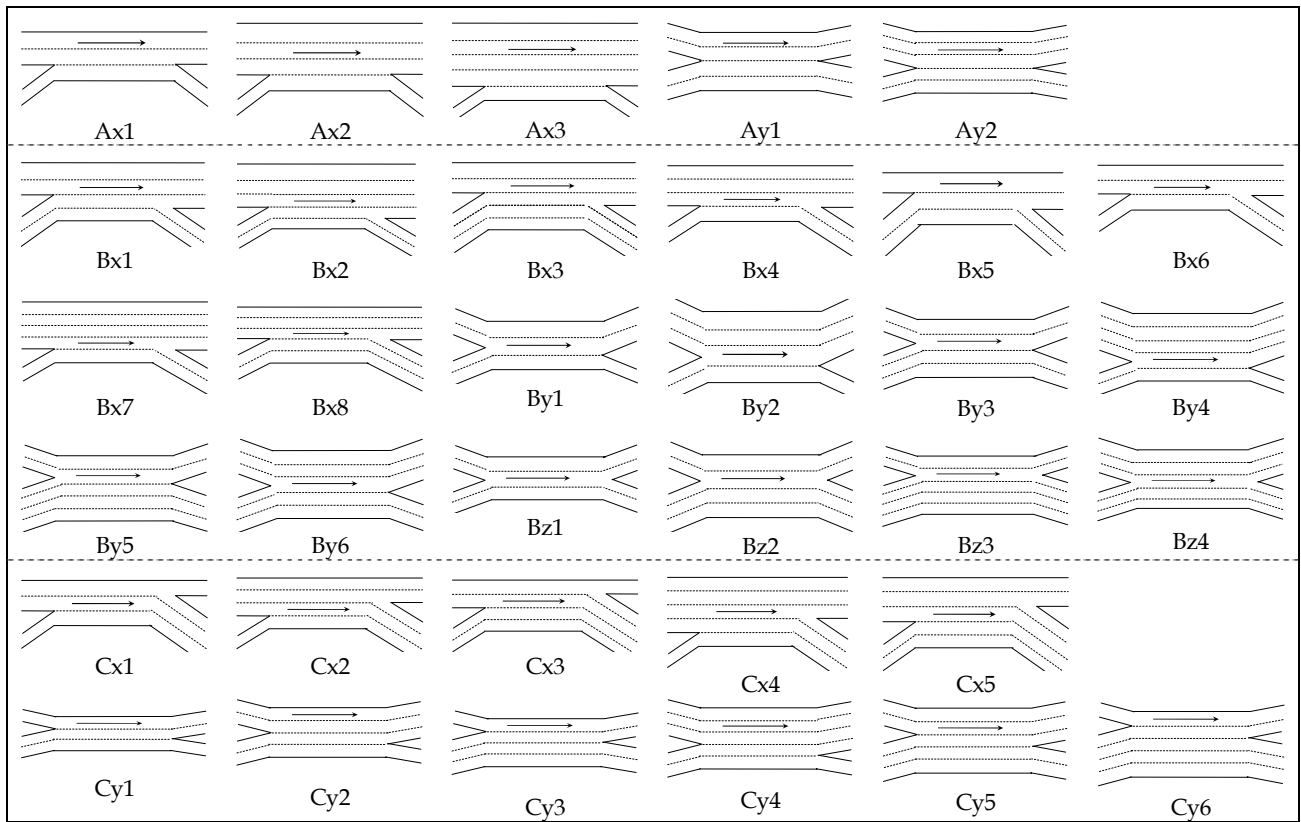 Ax1 Ax2 Ax3 Ay1 Ay2
Bx1 Bx2 Bx3 Bx4 Bx5 Bx6
Bx7 Bx8 By1 By2 By3 By4
By5 By6 Bz1 Bz2 Bz3 Bz4
Cx1 Cx2 Cx3 Cx4 Cx5
Cy1 Cy2 Cy3 Cy4 Cy5 Cy6